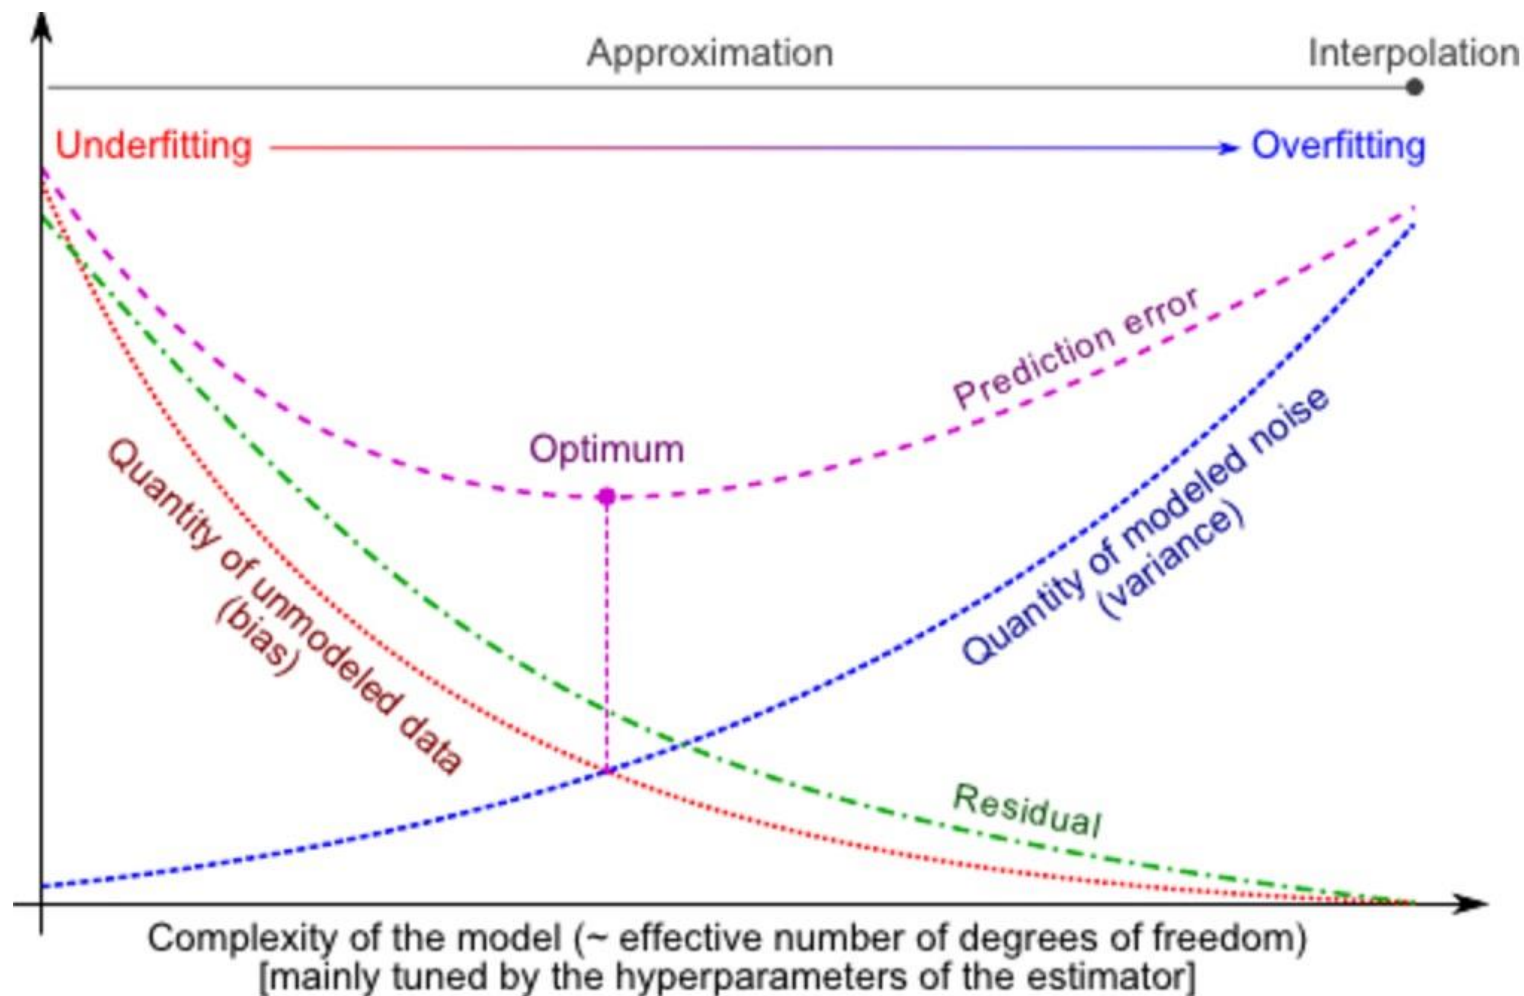 Approximation
Interpolation
Underfitting
Overfitting
Prediction error
Optimum
Quantity of unmodeled data
(bias)
Quantity of modeled noise
(variance)
Residual
Complexity of the model (~ effective number of degrees of freedom)
[mainly tuned by the hyperparameters of the estimator]